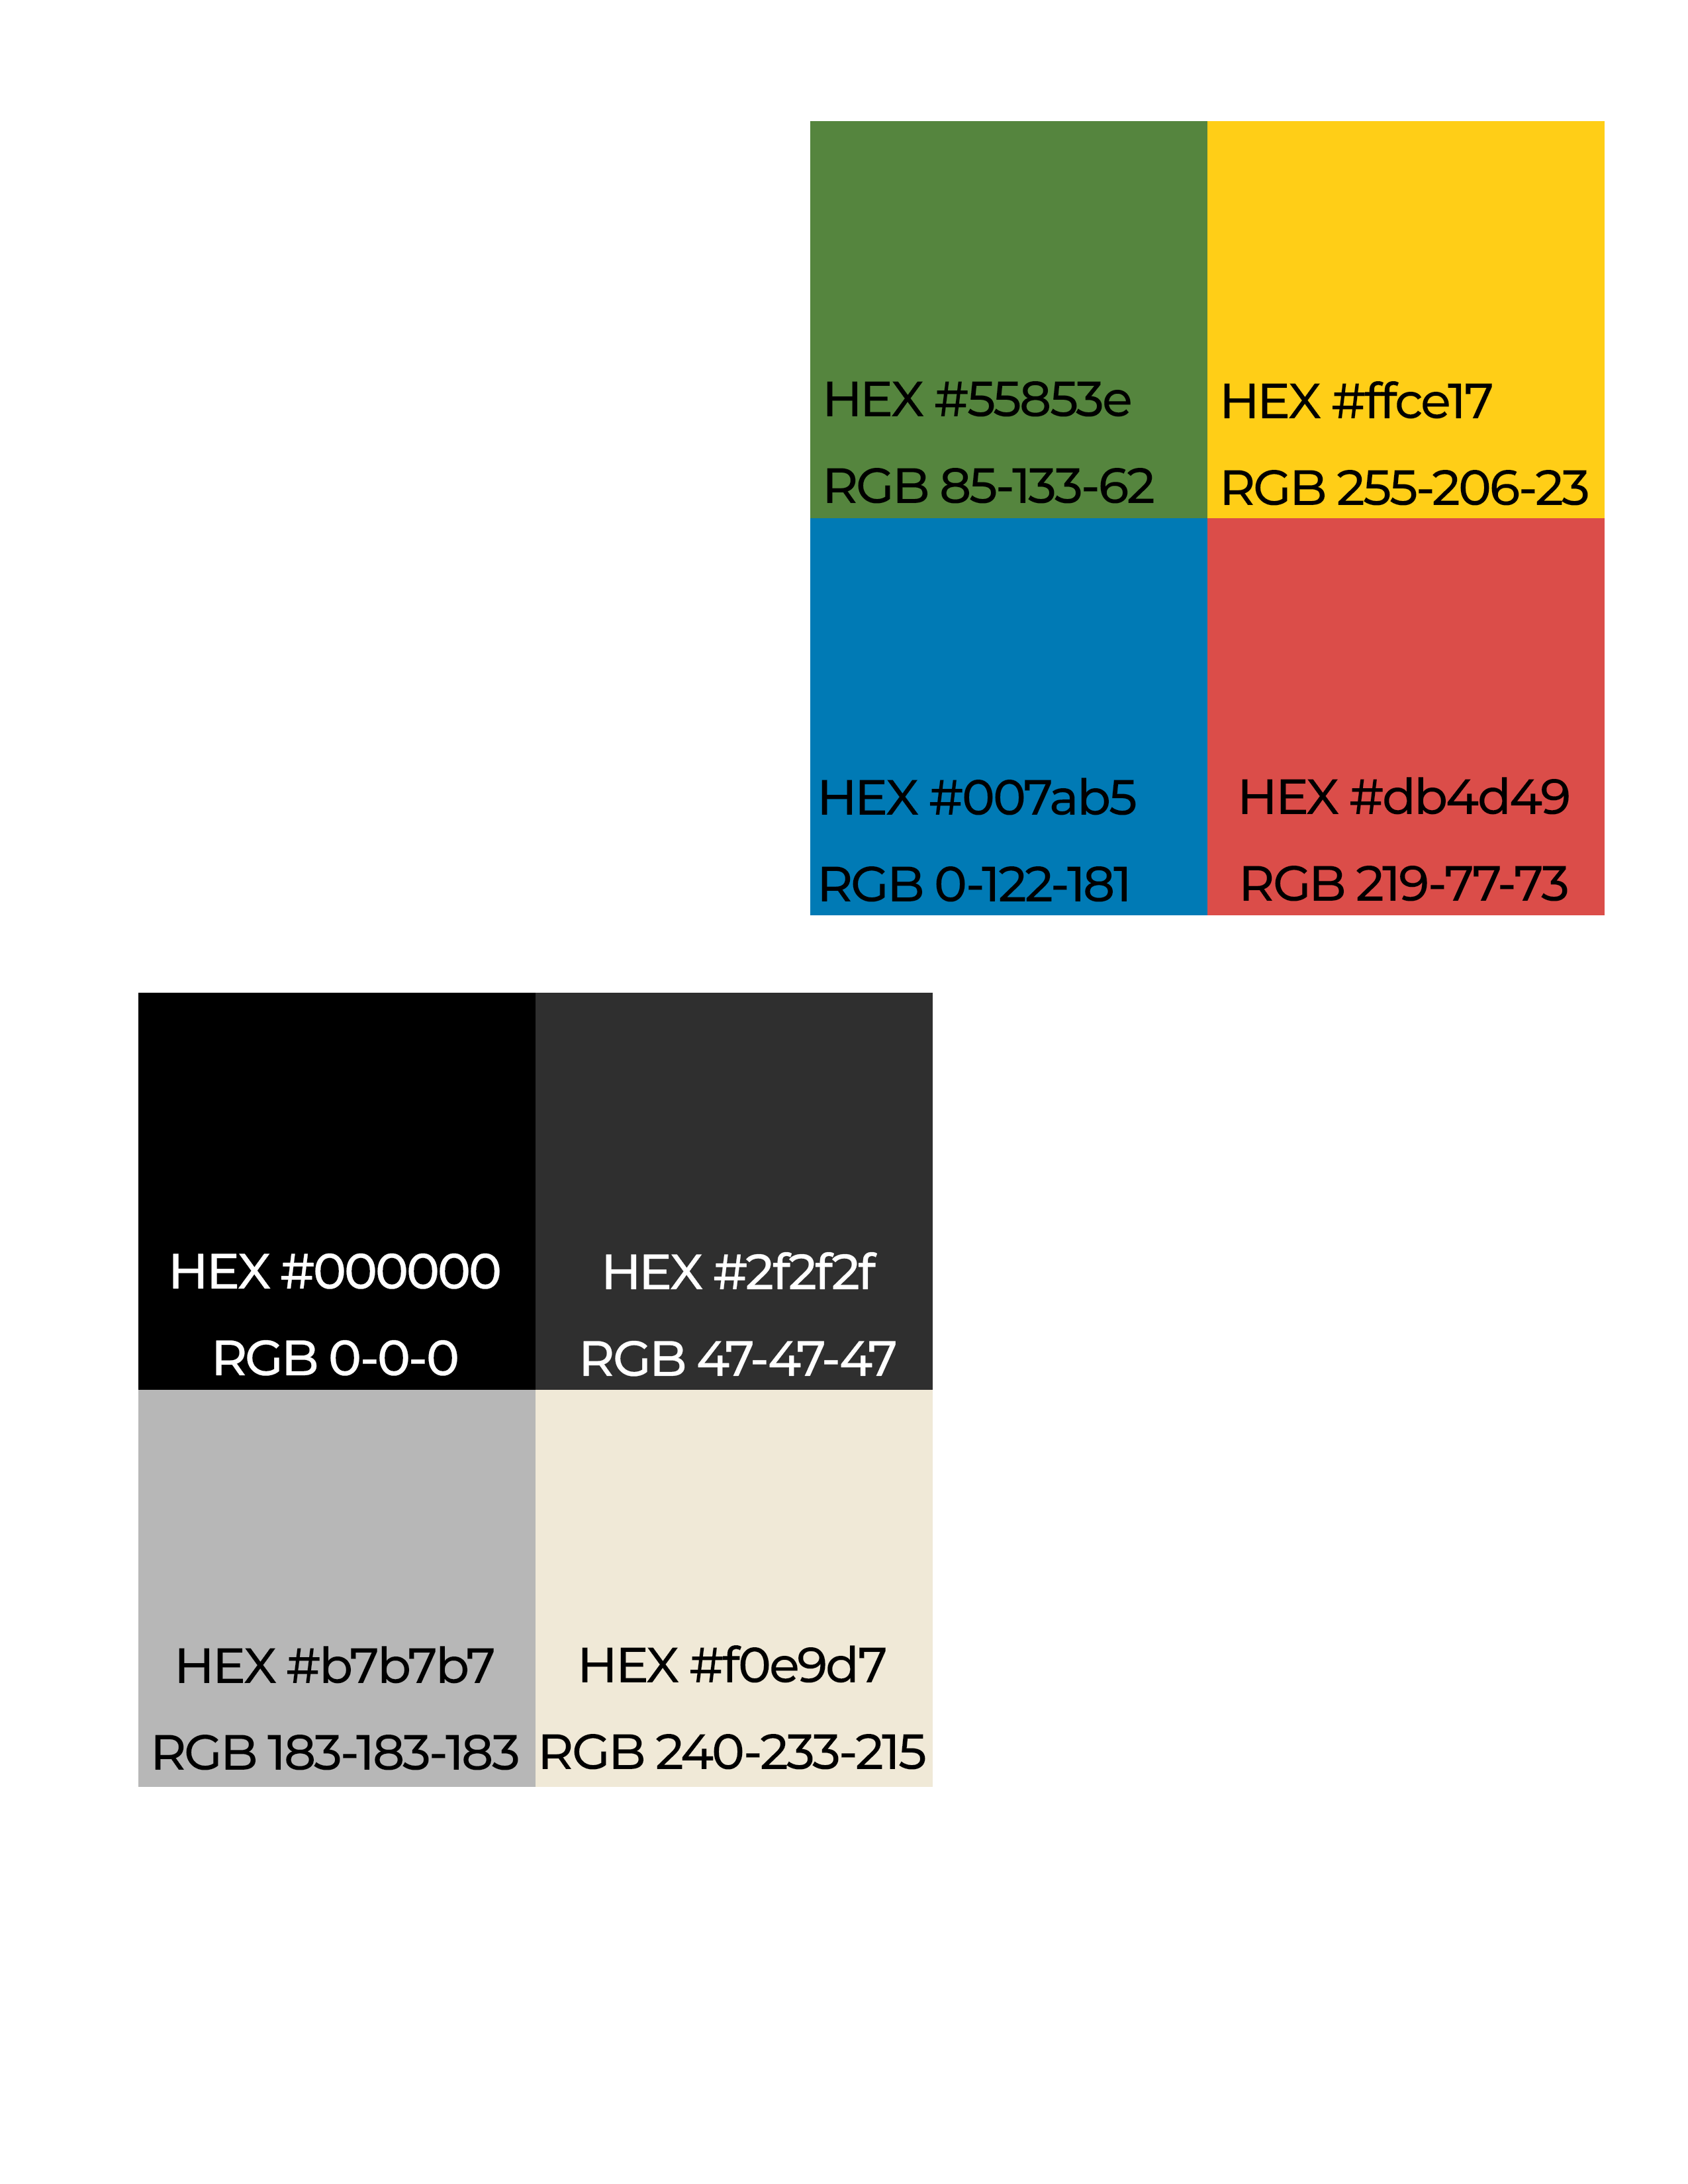 HEX #55853e
RGB 85-133-62
HEX #ffce17
RGB 255-206-23
HEX #007ab5
RGB 0-122-181
HEX #db4d49
RGB 219-77-73
HEX #000000
RGB 0-0-0
HEX #2f2f2f
RGB 47-47-47
HEX #b7b7b7
RGB 183-183-183
HEX #f0e9d7
RGB 240-233-215